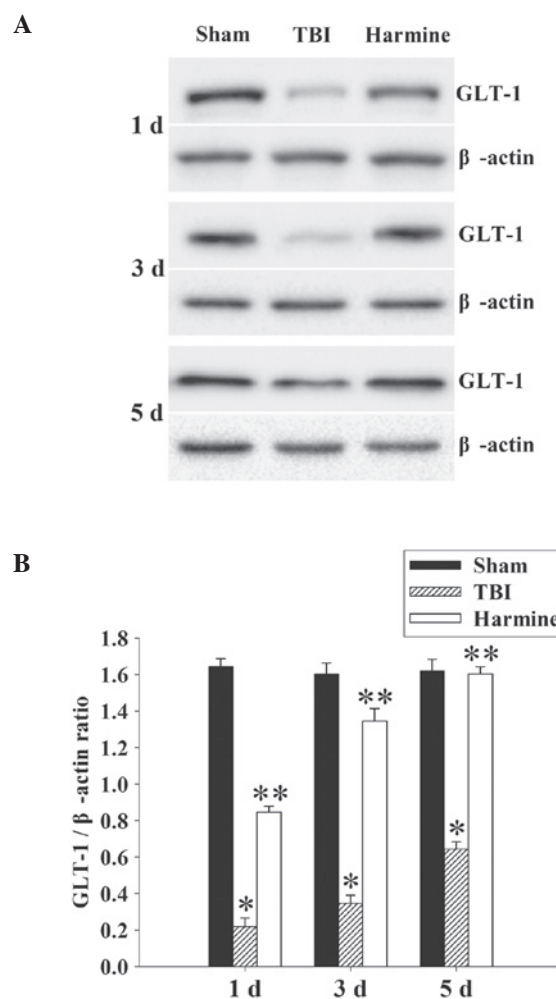 A
Sham TBI Harmine
GLT-1
1 d
β -actin
GLT-1
3 d
β -actin
GLT-1
5 d
β -actin
B
Sham
TBI
Harmine
GLT-1 / β -actin ratio
1.8
1.6
1.4
1.2
1.0
0.8
0.6
0.4
0.2
0.0
* ** * ** * **
1 d 3 d 5 d